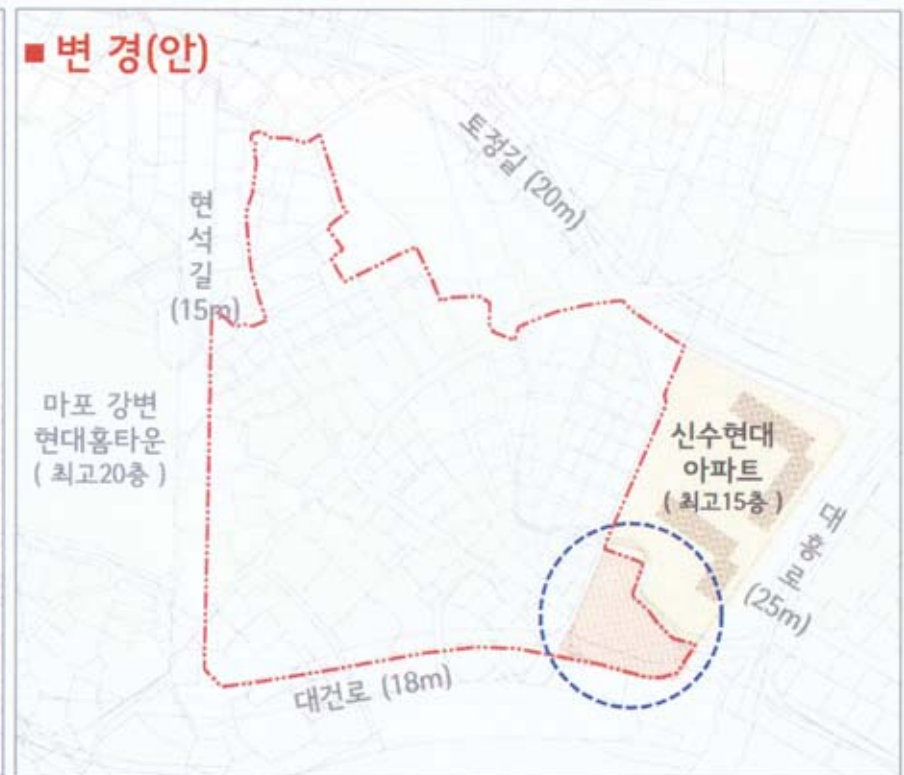 ■ 변 경(안)
토정길 (20m)
현석길
(15m)
마포 강변
현대홈타운
( 최고20층 )
신수현대
아파트
( 최고15층 )
대흥로
(25m)
대건로 (18m)